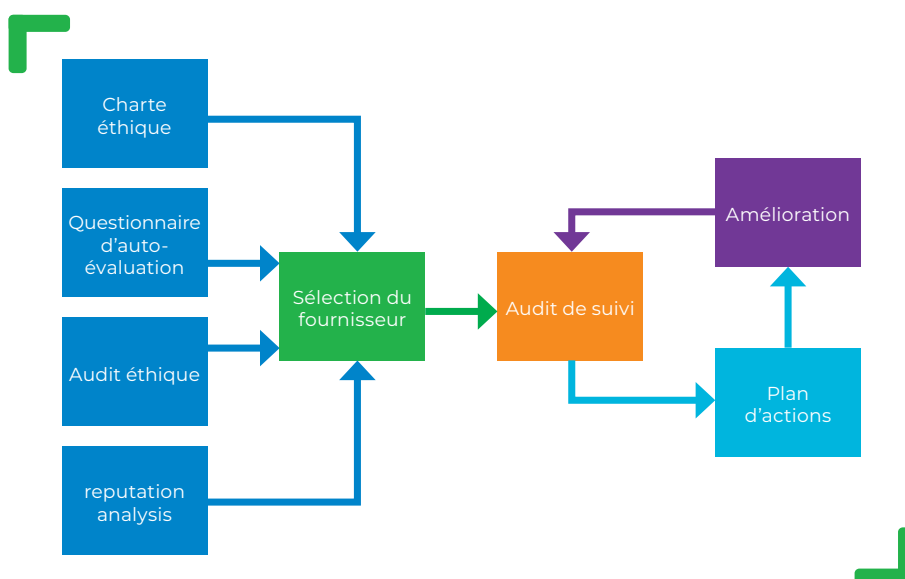 Charte
éthique
Questionnaire
d'auto-
évaluation
Audit éthique
reputation
analysis
Sélection du
fournisseur
Audit de suivi
Amélioration
Plan
d'actions